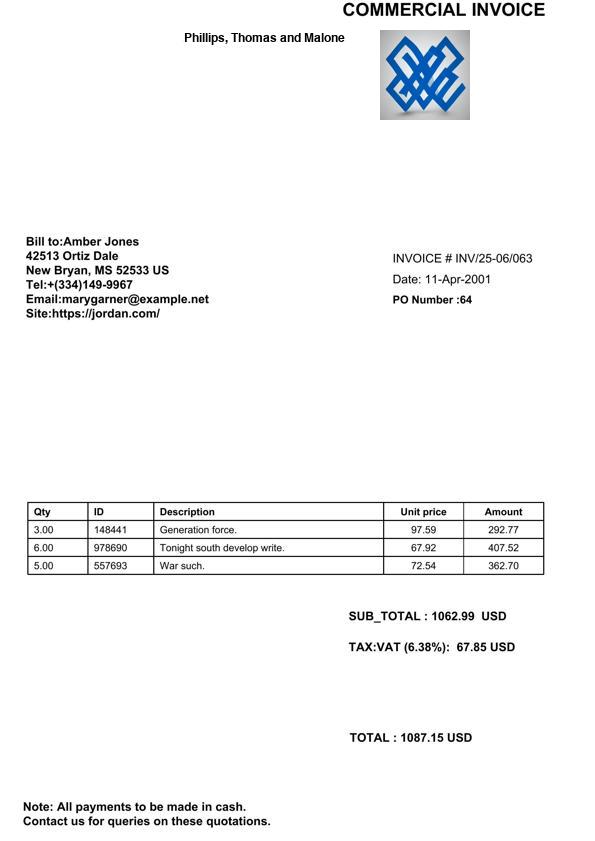 COMMERCIAL INVOICE
Phillips, Thomas and Malone
Bill to:Amber Jones
42513 Ortiz Dale
New Bryan, MS 52533 US
Tel:+(334)149-9967
Email:marygarner@example.net
Site:https://jordan.com/
INVOICE # INV/25-06/063
Date: 11-Apr-2001
PO Number :64
Qty ID Description Unit price Amount
3.00 148441 Generation force. 97.59 292.77
6.00 978690 Tonight south develop write. 67.92 407.52
5.00 557693 War such. 72.54 362.70
SUB_TOTAL : 1062.99 USD
TAX:VAT (6.38%): 67.85 USD
TOTAL : 1087.15 USD
Note: All payments to be made in cash.
Contact us for queries on these quotations.